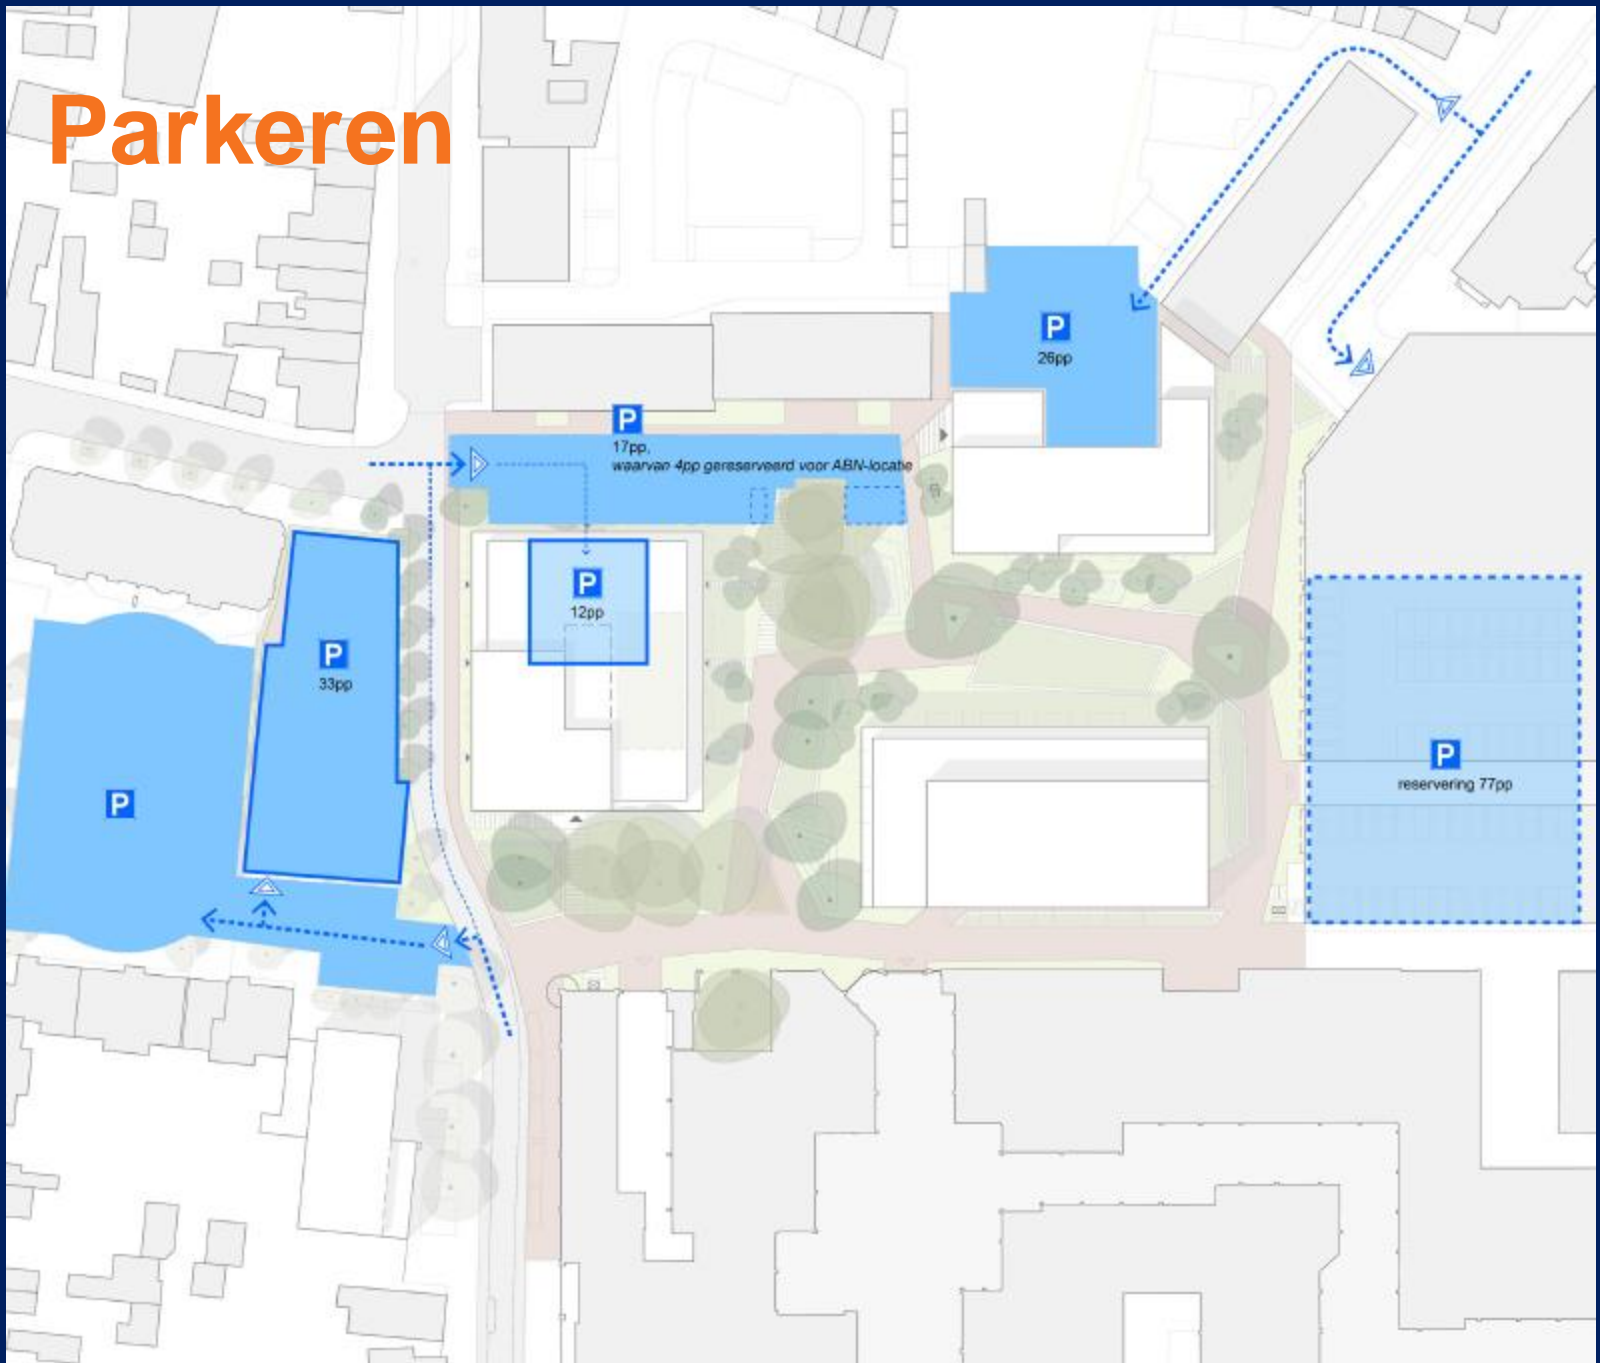 Parkeren
P
26pp
P
17pp,
waarvan 4pp gereserveerd voor ABN-locatie
P
12pp
P
33pp
P
reservering 77pp
P